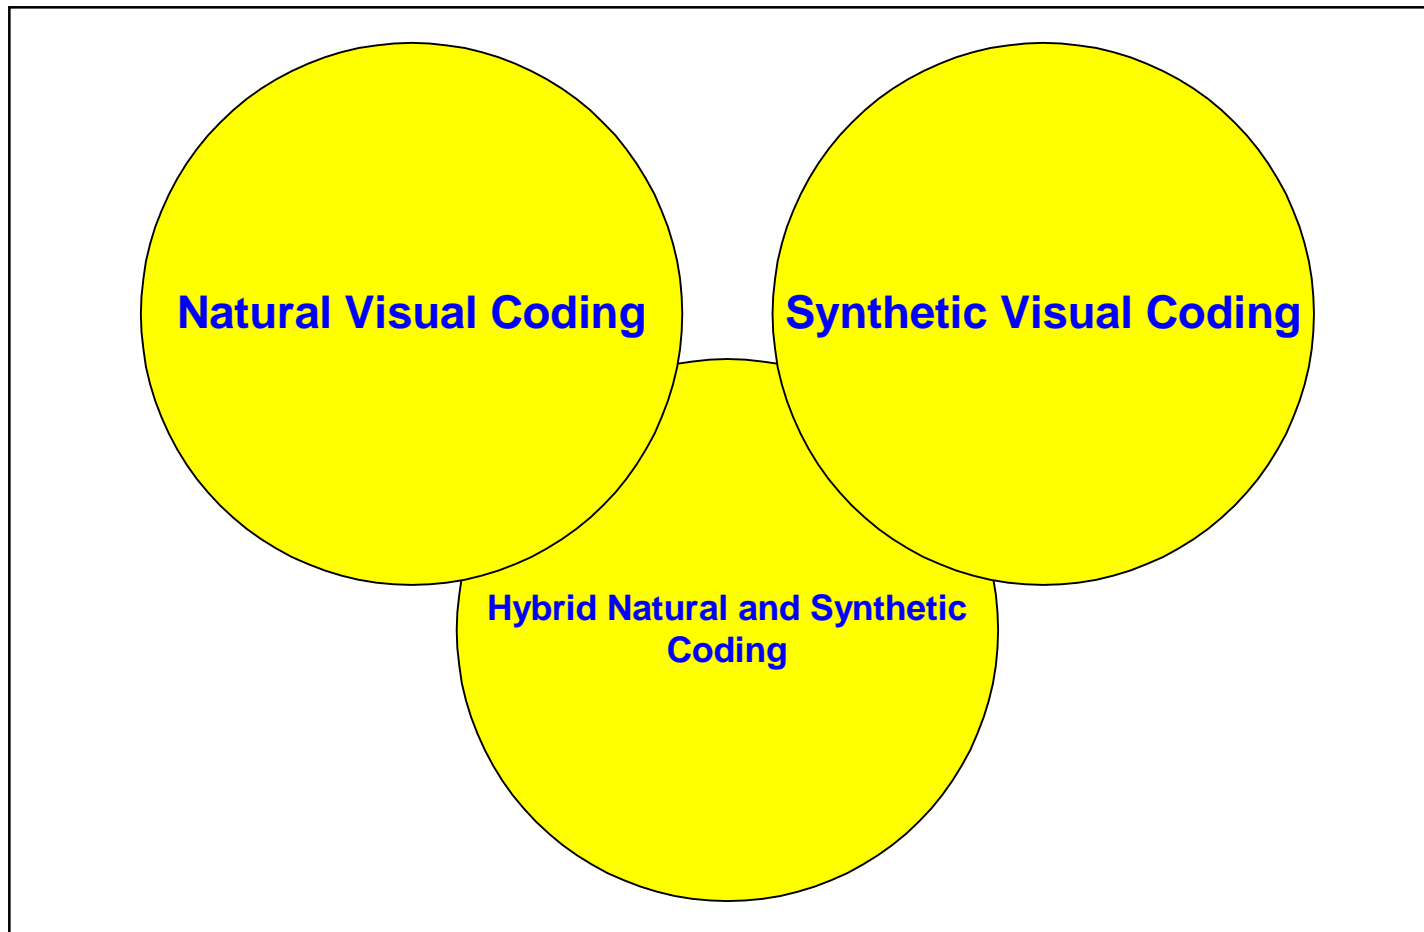 Natural Visual Coding
Synthetic Visual Coding
Hybrid Natural and Synthetic
Coding